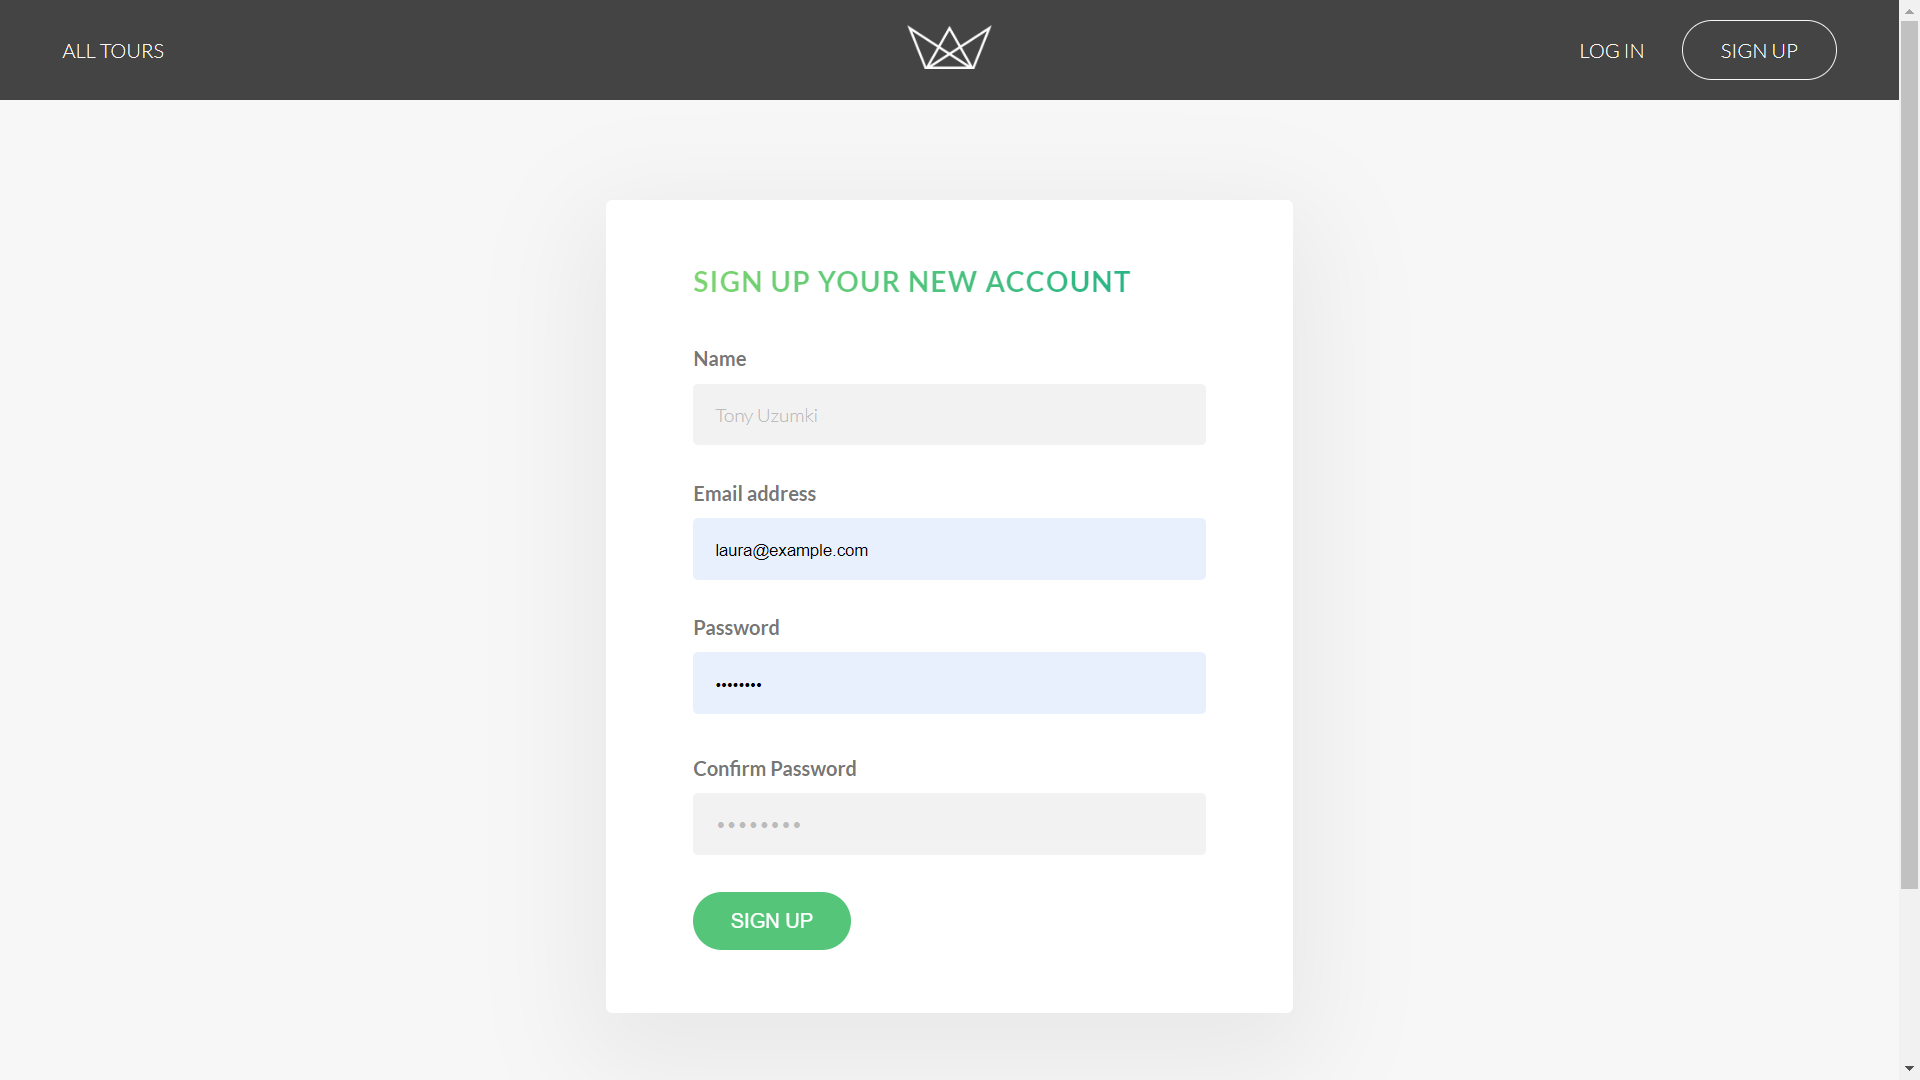 ALL TOURS
LOG IN
SIGN UP
SIGN UP YOUR NEW ACCOUNT
Name
Tony Uzumki
Email address
laura@example.com
Password
••••••••
Confirm Password
••••••••
SIGN UP